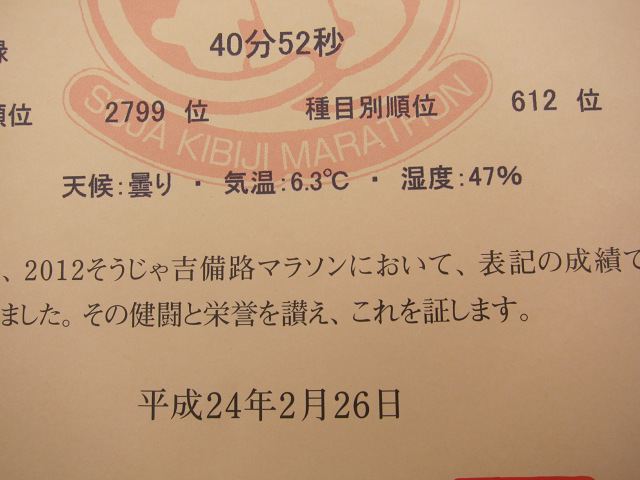 録 40分52秒
順位 2799 位 種目別順位 612 位
SOJA KIBIJI MARATHON
天候:曇り ・ 気温:6.3℃ ・ 湿度:47%
、2012そうじゃ吉備路マラソンにおいて、表記の成績で
ました。その健闘と栄誉を讃え、これを証します。
平成24年2月26日